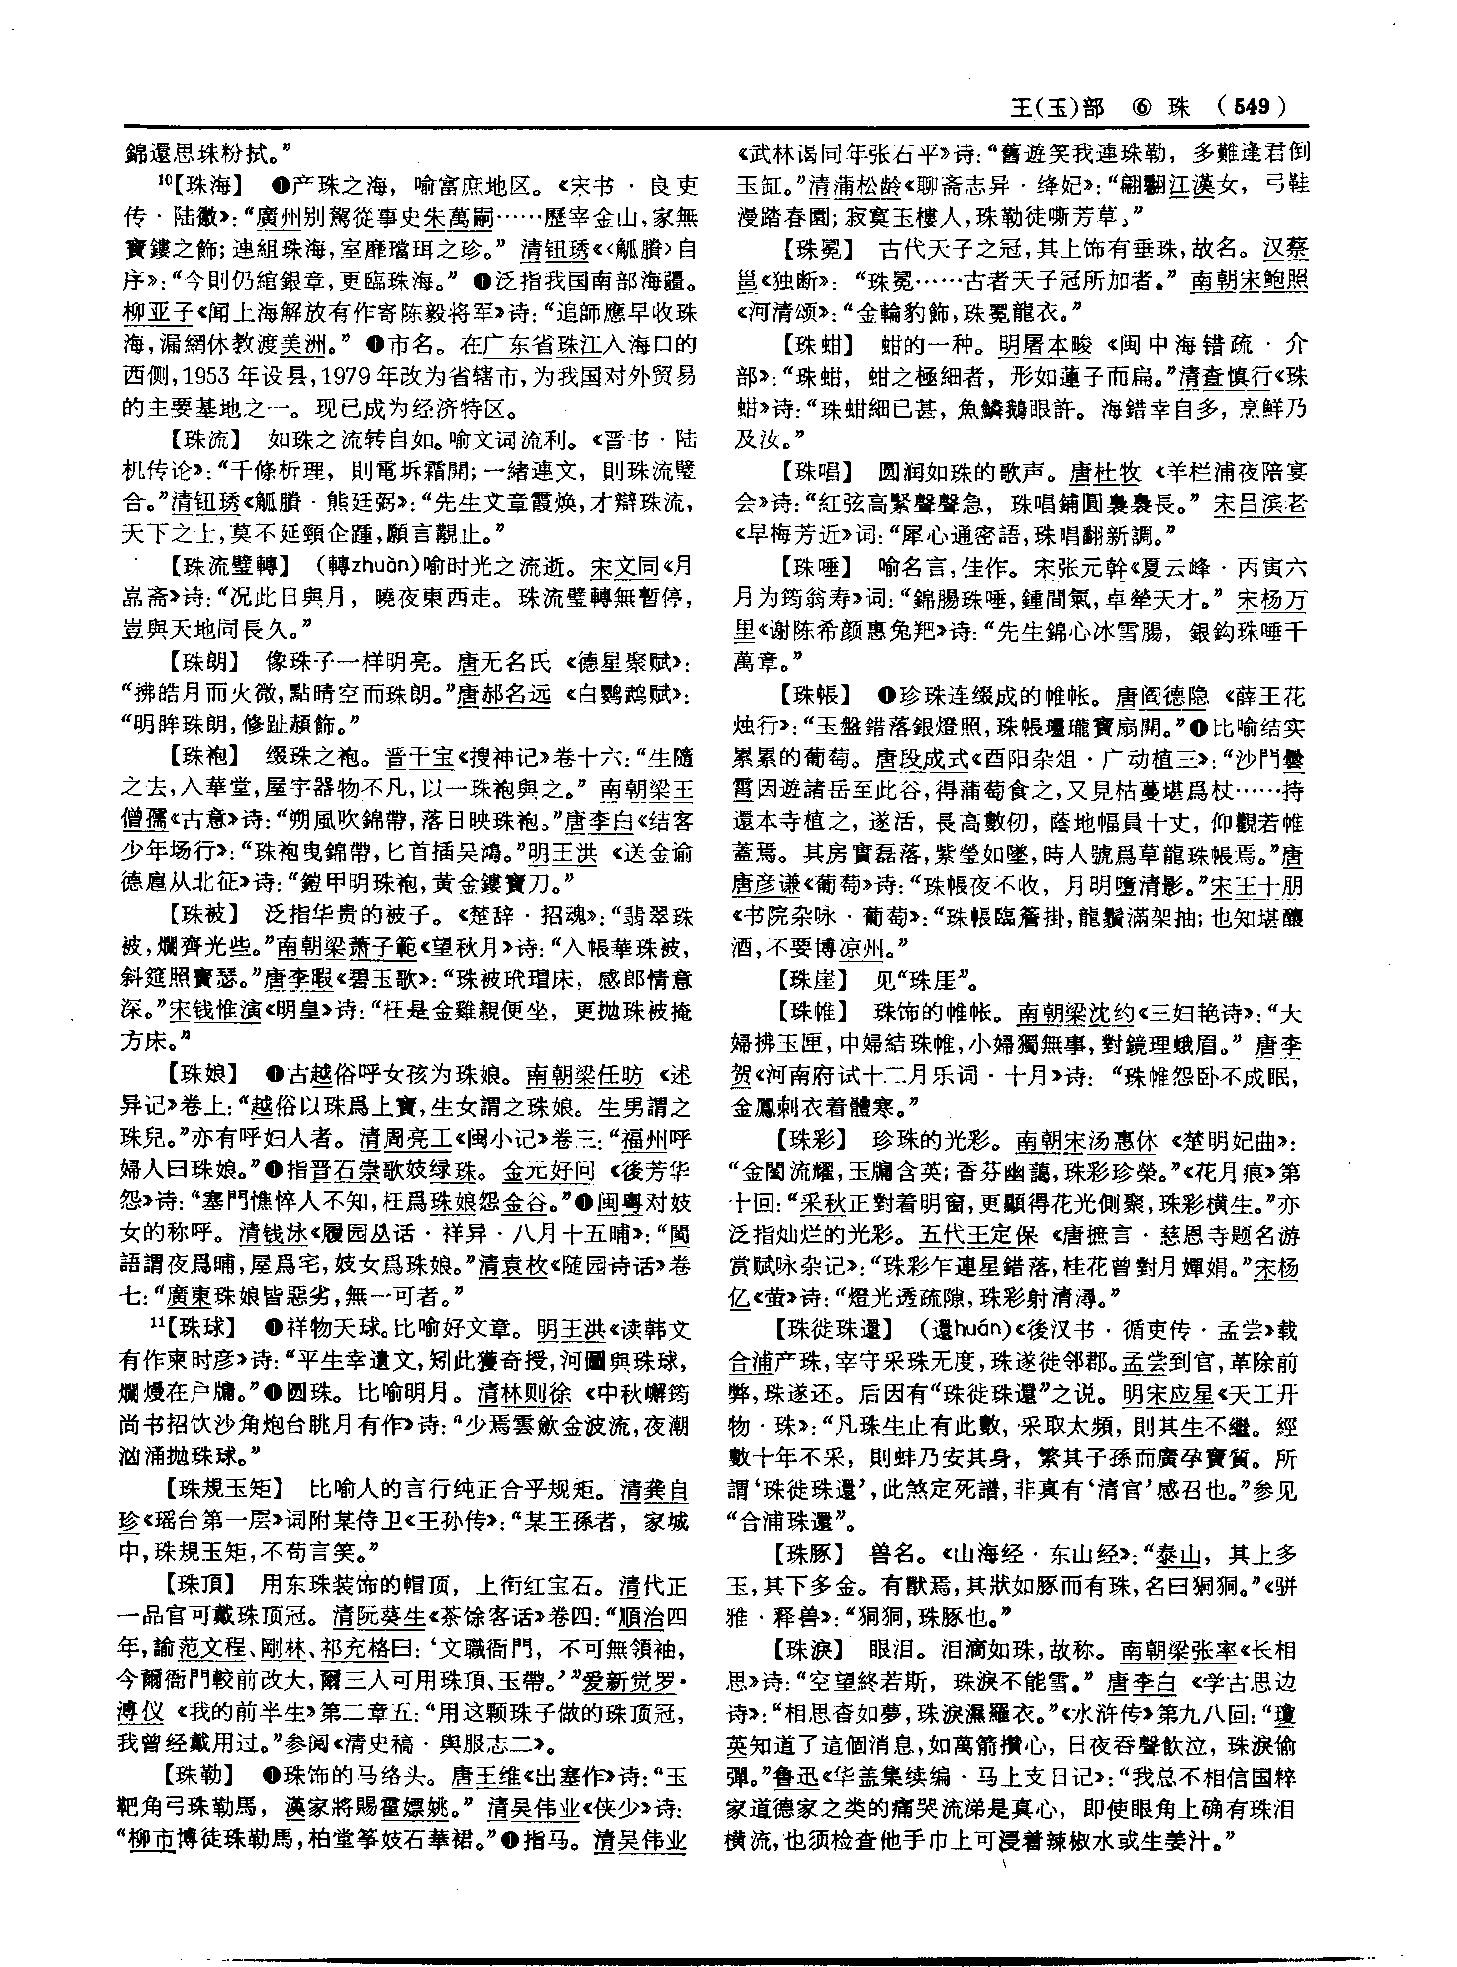 王(玉)部 ⑥ 珠 (549)
錦還思珠粉拭。”
10【珠海】 ❶产珠之海，喻富庶地区。《宋书·良吏
传·陆徽》：“廣州别駕從事史朱萬嗣……歷宰金山，家無
寶鏤之飾；連組珠海，室靡璫珥之珍。” 清钮琇《〈觚賸〉自
序》：“今則仍綰銀章，更臨珠海。” ❶泛指我国南部海疆。
柳亚子《闻上海解放有作寄陈毅将军》诗：“追師應早收珠
海，漏網休教渡美洲。” ❶市名。在广东省珠江入海口的
西侧，1953年设县，1979年改为省辖市，为我国对外贸易
的主要基地之一。现已成为经济特区。
【珠流】 如珠之流转自如。喻文词流利。《晋书·陆
机传论》：“千條析理，則電坼霜開；一緒連文，則珠流璧
合。”清钮琇《觚賸·熊廷弼》：“先生文章霞焕，才辯珠流，
天下之士，莫不延頸企踵，願言觀止。”
【珠流璧轉】 (轉zhuàn)喻时光之流逝。宋文同《月
嵓斋》诗：“况此日與月，曉夜東西走。珠流璧轉無暫停，
豈與天地同長久。”
【珠朗】 像珠子一样明亮。唐无名氏《德星聚赋》：
“拂皓月而火微，點晴空而珠朗。”唐郝名远《白鹦鹉赋》：
“明眸珠朗，修趾頳飾。”
【珠袍】 缀珠之袍。晋干宝《搜神记》卷十六：“生隨
之去，入華堂，屋宇器物不凡，以一珠袍與之。” 南朝梁王
僧孺《古意》诗：“朔風吹錦帶，落日映珠袍。”唐李白《结客
少年场行》：“珠袍曳錦帶，匕首插吴鴻。”明王洪《送金谕
德扈从北征》诗：“鎧甲明珠袍，黄金鏤寶刀。”
【珠被】 泛指华贵的被子。《楚辞·招魂》：“翡翠珠
被，爛齊光些。”南朝梁萧子範《望秋月》诗：“入帳華珠被，
斜筵照寶瑟。”唐李暇《碧玉歌》：“珠被玳瑁床，感郎情意
深。”宋钱惟演《明皇》诗：“枉是金雞親便坐，更抛珠被掩
方床。”
【珠娘】 ❶古越俗呼女孩为珠娘。南朝梁任昉《述
异记》卷上：“越俗以珠爲上寶，生女謂之珠娘。生男謂之
珠兒。”亦有呼妇人者。清周亮工《闽小记》卷三：“福州呼
婦人曰珠娘。”❶指晋石崇歌妓绿珠。金元好问《後芳华
怨》诗：“塞門憔悴人不知，枉爲珠娘怨金谷。”❶闽粤对妓
女的称呼。清钱泳《履园丛话·祥异·八月十五晡》：“閩
語謂夜爲晡，屋爲宅，妓女爲珠娘。”清袁枚《随园诗话》卷
七：“廣東珠娘皆惡劣，無一可者。”
11【珠球】 ❶祥物天球。比喻好文章。明王洪《读韩文
有作柬时彦》诗：“平生幸遺文，矧此獲奇授，河圖與珠球，
爛熳在户牖。”❶圆珠。比喻明月。清林则徐《中秋嶰筠
尚书招饮沙角炮台眺月有作》诗：“少焉雲斂金波流，夜潮
汹涌抛珠球。”
【珠規玉矩】 比喻人的言行纯正合乎规矩。清龚自
珍《瑶台第一层》词附某侍卫《王孙传》：“某王孫者，家城
中，珠規玉矩，不苟言笑。”
【珠頂】 用东珠装饰的帽顶，上衔红宝石。清代正
一品官可戴珠顶冠。清阮葵生《茶馀客话》卷四：“順治四
年，諭范文程、剛林、祁充格曰：‘文職衙門，不可無領袖，
今爾衙門較前改大，爾三人可用珠頂、玉帶。’”爱新觉罗·
溥仪《我的前半生》第二章五：“用这颗珠子做的珠顶冠，
我曾经戴用过。”参阅《清史稿·舆服志二》。
【珠勒】 ❶珠饰的马络头。唐王维《出塞作》诗：“玉
靶角弓珠勒馬，漢家將賜霍嫖姚。” 清吴伟业《侠少》诗：
“柳市博徒珠勒馬，柏堂筝妓石華裙。”❶指马。清吴伟业
《武林谒同年张石平》诗：“舊遊笑我連珠勒，多難逢君倒
玉缸。”清蒲松龄《聊斋志异·绛妃》：“翩翻江漢女，弓鞋
漫踏春園；寂寞玉樓人，珠勒徒嘶芳草。”
【珠冕】 古代天子之冠，其上饰有垂珠，故名。汉蔡
邕《独断》：“珠冕……古者天子冠所加者。” 南朝宋鲍照
《河清颂》：“金輪豹飾，珠冕龍衣。”
【珠蚶】 蚶的一种。明屠本畯《闽中海错疏·介
部》：“珠蚶，蚶之極細者，形如蓮子而扁。”清查慎行《珠
蚶》诗：“珠蚶細已甚，魚鱗鵝眼許。海錯幸自多，烹鮮乃
及汝。”
【珠唱】 圆润如珠的歌声。唐杜牧《羊栏浦夜陪宴
会》诗：“紅弦高緊聲聲急，珠唱鋪圓裊裊長。” 宋吕滨老
《早梅芳近》词：“犀心通密語，珠唱翻新調。”
【珠唾】 喻名言，佳作。宋张元幹《夏云峰·丙寅六
月为筠翁寿》词：“錦腸珠唾，鍾間氣，卓犖天才。” 宋杨万
里《谢陈希颜惠兔羓》诗：“先生錦心冰雪腸，銀鈎珠唾千
萬章。”
【珠帳】 ❶珍珠连缀成的帷帐。唐阎德隐《薛王花
烛行》：“玉盤錯落銀燈照，珠帳瓏瓏寶扇開。”❶比喻结实
累累的葡萄。唐段成式《酉阳杂俎·广动植三》：“沙門曇
霄因遊諸岳至此谷，得蒲萄食之，又見枯蔓堪爲杖……持
還本寺植之，遂活，長高數仞，蔭地幅員十丈，仰觀若帷
蓋焉。其房實磊落，紫瑩如墜，時人號爲草龍珠帳焉。”唐
唐彦谦《葡萄》诗：“珠帳夜不收，月明墮清影。”宋王十朋
《书院杂咏·葡萄》：“珠帳臨簷掛，龍鬚滿架抽；也知堪釀
酒，不要博凉州。”
【珠崖】 见“珠厓”。
【珠帷】 珠饰的帷帐。南朝梁沈约《三妇艳诗》：“大
婦拂玉匣，中婦結珠帷，小婦獨無事，對鏡理蛾眉。” 唐李
贺《河南府试十二月乐词·十月》诗：“珠帷怨卧不成眠，
金鳳刺衣着體寒。”
【珠彩】 珍珠的光彩。南朝宋汤惠休《楚明妃曲》：
“金閨流耀，玉牖含英；香芬幽藹，珠彩珍榮。”《花月痕》第
十回：“采秋正對着明窗，更顯得花光側聚，珠彩横生。”亦
泛指灿烂的光彩。五代王定保《唐摭言·慈恩寺题名游
赏赋咏杂记》：“珠彩乍連星錯落，桂花曾對月嬋娟。”宋杨
亿《萤》诗：“燈光透疏隙，珠彩射清潯。”
【珠徙珠還】 (還huán)《後汉书·循吏传·孟尝》载
合浦产珠，宰守采珠无度，珠遂徙邻郡。孟尝到官，革除前
弊，珠遂还。后因有“珠徙珠還”之说。明宋应星《天工开
物·珠》：“凡珠生止有此數，采取太頻，則其生不繼。經
數十年不采，則蚌乃安其身，繁其子孫而廣孕寶質。所
謂‘珠徙珠還’，此煞定死譜，非真有‘清官’感召也。”参见
“合浦珠還”。
【珠豚】 兽名。《山海经·东山经》：“泰山，其上多
玉，其下多金。有獸焉，其狀如豚而有珠，名曰狪狪。”《骈
雅·释兽》：“狪狪，珠豚也。”
【珠淚】 眼泪。泪滴如珠，故称。南朝梁张率《长相
思》诗：“空望終若斯，珠淚不能雪。” 唐李白《学古思边
诗》：“相思杳如夢，珠淚濕羅衣。”《水浒传》第九八回：“瓊
英知道了這個消息，如萬箭攢心，日夜吞聲飲泣，珠淚偷
彈。”鲁迅《华盖集续编·马上支日记》：“我总不相信国粹
家道德家之类的痛哭流涕是真心，即使眼角上确有珠泪
横流，也须检查他手巾上可浸着辣椒水或生姜汁。”